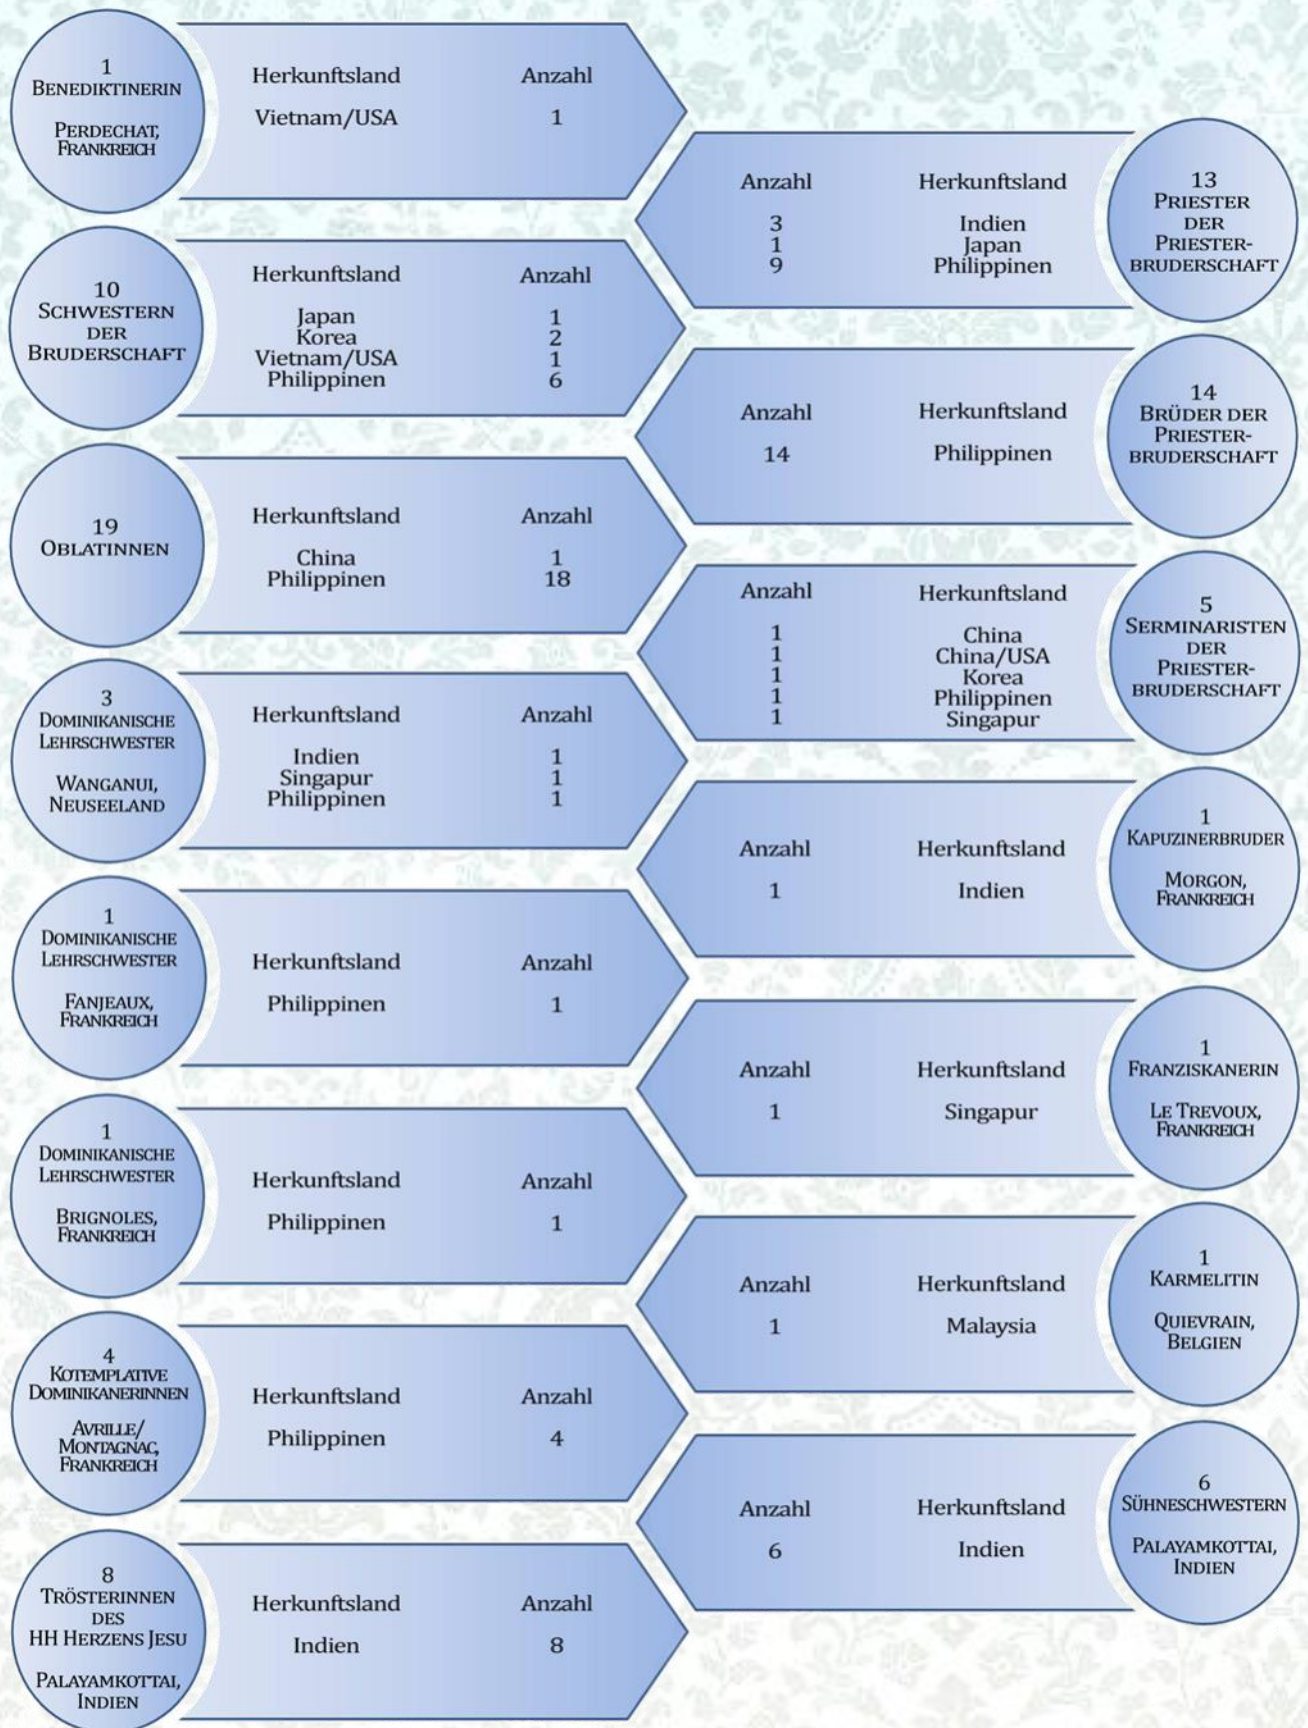 1
BENEDIKTINERIN
PERDECHAT,
FRANKREICH
Herkunftsland Anzahl
Vietnam/USA 1
Anzahl Herkunftsland
3 Indien
1 Japan
9 Philippinen
13
PRIESTER
DER
PRIESTER-
BRUDERSCHAFT
10
SCHWESTERN
DER
BRUDERSCHAFT
Herkunftsland Anzahl
Japan 1
Korea 2
Vietnam/USA 1
Philippinen 6
Anzahl Herkunftsland
14 Philippinen
14
BRÜDER DER
PRIESTER-
BRUDERSCHAFT
19
OBLATINNEN
Herkunftsland Anzahl
China 1
Philippinen 18
Anzahl Herkunftsland
1 China
1 China/USA
1 Korea
1 Philippinen
1 Singapur
5
SERMINARISTEN
DER
PRIESTER-
BRUDERSCHAFT
3
DOMINIKANISCHE
LEHRSCHWESTER
WANGANUI,
NEUSEELAND
Herkunftsland Anzahl
Indien 1
Singapur 1
Philippinen 1
Anzahl Herkunftsland
1 Indien
1
KAPUZINERBRUDER
MORGON,
FRANKREICH
1
DOMINIKANISCHE
LEHRSCHWESTER
FANJEAUX,
FRANKREICH
Herkunftsland Anzahl
Philippinen 1
Anzahl Herkunftsland
1 Singapur
1
FRANZISKANERIN
LE TREVOUX,
FRANKREICH
1
DOMINIKANISCHE
LEHRSCHWESTER
BRIGNOLES,
FRANKREICH
Herkunftsland Anzahl
Philippinen 1
Anzahl Herkunftsland
1 Malaysia
1
KARMELITIN
QUIEVRAIN,
BELGIEN
4
KOTEMPLATIVE
DOMINIKANERINNEN
AVRILLE/
MONTAGNAC,
FRANKREICH
Herkunftsland Anzahl
Philippinen 4
Anzahl Herkunftsland
6 Indien
6
SÜHNESCHWESTERN
PALAYAMKOTTAI,
INDIEN
8
TRÖSTERINNEN
DES
HH HERZENS JESU
PALAYAMKOTTAI,
INDIEN
Herkunftsland Anzahl
Indien 8